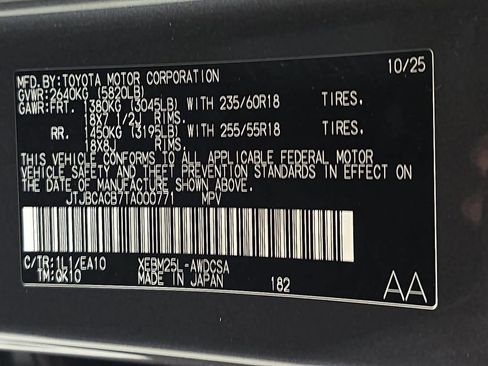 MFD.BY:TOYOTA MOTOR CORPORATION 10/25
GVWR:2640KG (5820LB)
GAWR:FRT. 1380KG (3045LB) WITH 235/60R18 TIRES.
18X7 1/2J RIMS.
RR. 1450KG (3195LB) WITH 255/55R18 TIRES.
18X8J RIMS.
THIS VEHICLE CONFORMS TO ALL APPLICABLE FEDERAL MOTOR
VEHICLE SAFETY AND THEFT PREVENTION STANDARDS IN EFFECT ON
THE DATE OF MANUFACTURE SHOWN ABOVE.
JTJBCACB7TA000771 MPV
C/TR:1L1/EA10 XEBM25L-AWDCSA
TM:QK10 MADE IN JAPAN 182
AA